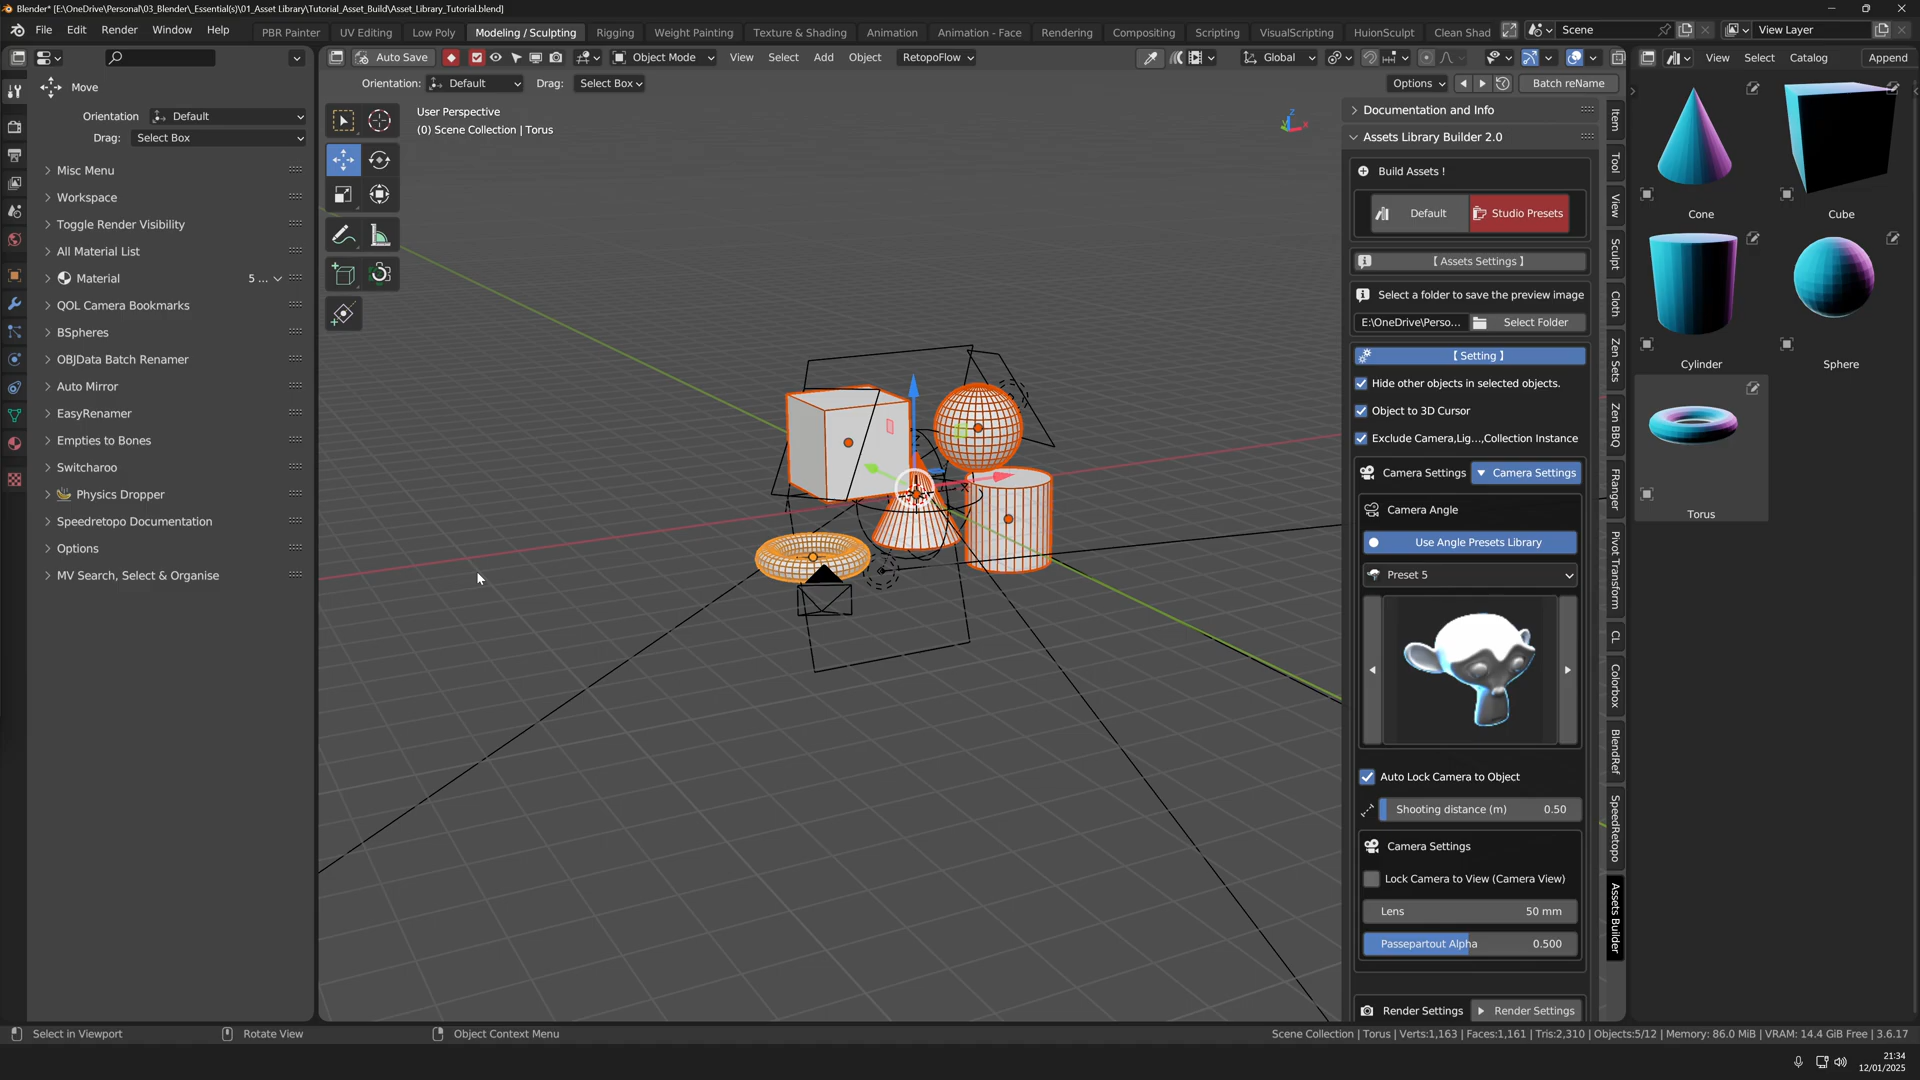 Blender* [E:\OneDrive\Personal\03_Blender\_Essential(s)\01_Asset Library\Tutorial_Asset_Build\Asset_Library_Tutorial.blend]
File Edit Render Window Help
PBR Painter UV Editing Low Poly Modeling / Sculpting Rigging Weight Painting Texture & Shading Animation Animation - Face Rendering Compositing Scripting VisualScripting HuionSculpt Clean Shad
Scene
View Layer
Auto Save
Object Mode
View Select Add Object RetopoFlow
Global
View Select Catalog Append
Orientation: Default Drag: Select Box
Options
Batch reName
Move
Orientation Default
Drag: Select Box
Misc Menu
Workspace
Toggle Render Visibility
All Material List
Material 5 ...
QOL Camera Bookmarks
BSpheres
OBJData Batch Renamer
Auto Mirror
EasyRenamer
Empties to Bones
Switcharoo
Physics Dropper
Speedretopo Documentation
Options
MV Search, Select & Organise
User Perspective
(0) Scene Collection | Torus
Z
X
Documentation and Info
Assets Library Builder 2.0
Build Assets !
Default Studio Presets
【 Assets Settings 】
Select a folder to save the preview image
E:\OneDrive\Perso... Select Folder
【 Setting 】
Hide other objects in selected objects.
Object to 3D Cursor
Exclude Camera,Lig...,Collection Instance
Camera Settings Camera Settings
Camera Angle
Use Angle Presets Library
Preset 5
Auto Lock Camera to Object
Shooting distance (m) 0.50
Camera Settings
Lock Camera to View (Camera View)
Lens 50 mm
Passepartout Alpha 0.500
Render Settings Render Settings
Item
Tool
View
Sculpt
Cloth
Zen Sets
Zen BBQ
FRanger
Pivot Transform
CL
Colorbox
BlendRef
SpeedRetopo
Assets Builder
Cone
Cube
Cylinder
Sphere
Torus
Select in Viewport
Rotate View
Object Context Menu
Scene Collection | Torus | Verts:1,163 | Faces:1,161 | Tris:2,310 | Objects:5/12 | Memory: 86.0 MiB | VRAM: 14.4 GiB Free | 3.6.17
21:34
12/01/2025